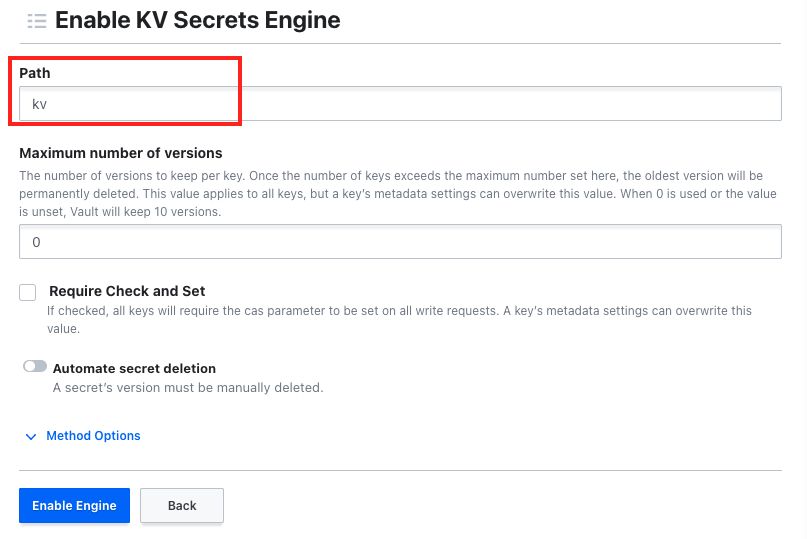 Enable KV Secrets Engine
Path
kv
Maximum number of versions
The number of versions to keep per key. Once the number of keys exceeds the maximum number set here, the oldest version will be
permanently deleted. This value applies to all keys, but a key's metadata settings can overwrite this value. When 0 is used or the value
is unset, Vault will keep 10 versions.
0
Require Check and Set
If checked, all keys will require the cas parameter to be set on all write requests. A key's metadata settings can overwrite this
value.
Automate secret deletion
A secret's version must be manually deleted.
Method Options
Enable Engine
Back